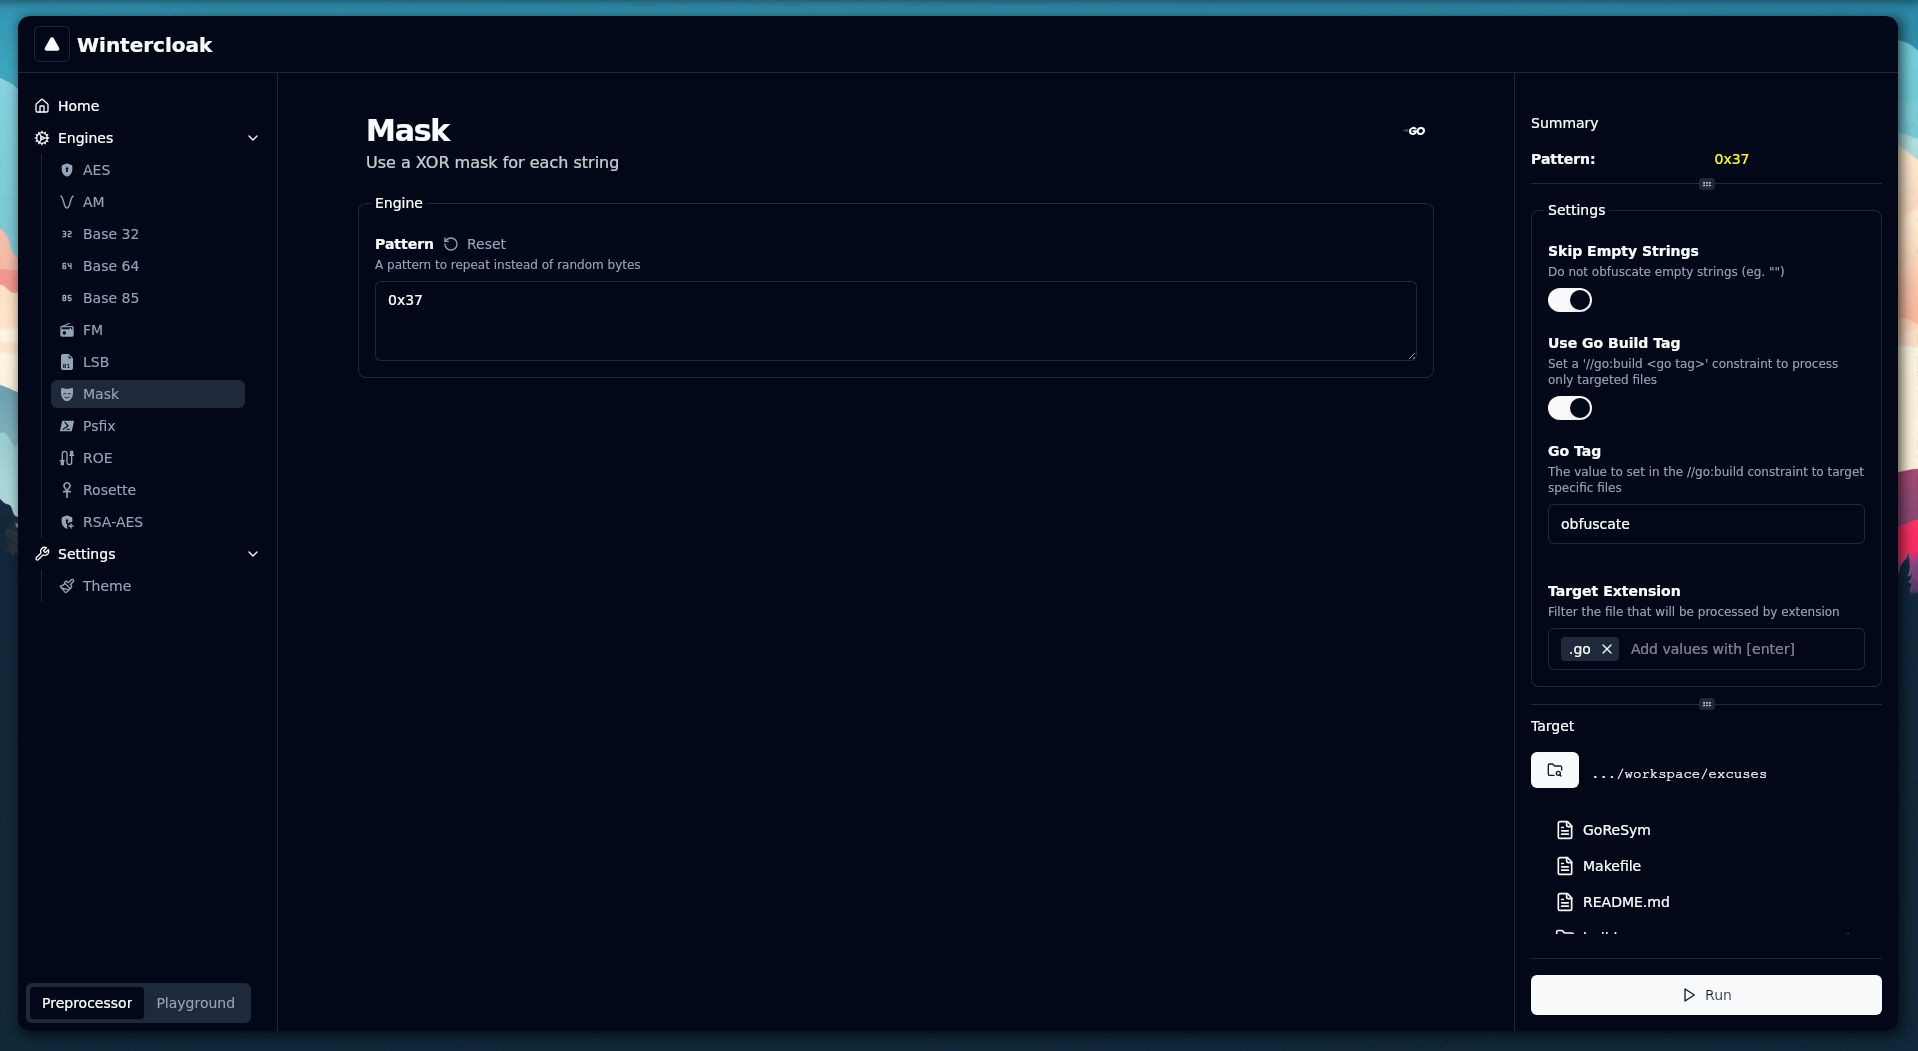 Wintercloak
Home
Engines
AES
AM
32 Base 32
64 Base 64
85 Base 85
FM
LSB
Mask
Psfix
ROE
Rosette
RSA-AES
Settings
Theme
Preprocessor Playground
Mask
GO
Use a XOR mask for each string
Engine
Pattern Reset
A pattern to repeat instead of random bytes
0x37
Summary
Pattern: 0x37
Settings
Skip Empty Strings
Do not obfuscate empty strings (eg. "")
Use Go Build Tag
Set a '//go:build <go tag>' constraint to process
only targeted files
Go Tag
The value to set in the //go:build constraint to target
specific files
obfuscate
Target Extension
Filter the file that will be processed by extension
.go Add values with [enter]
Target
.../workspace/excuses
GoReSym
Makefile
README.md
Run